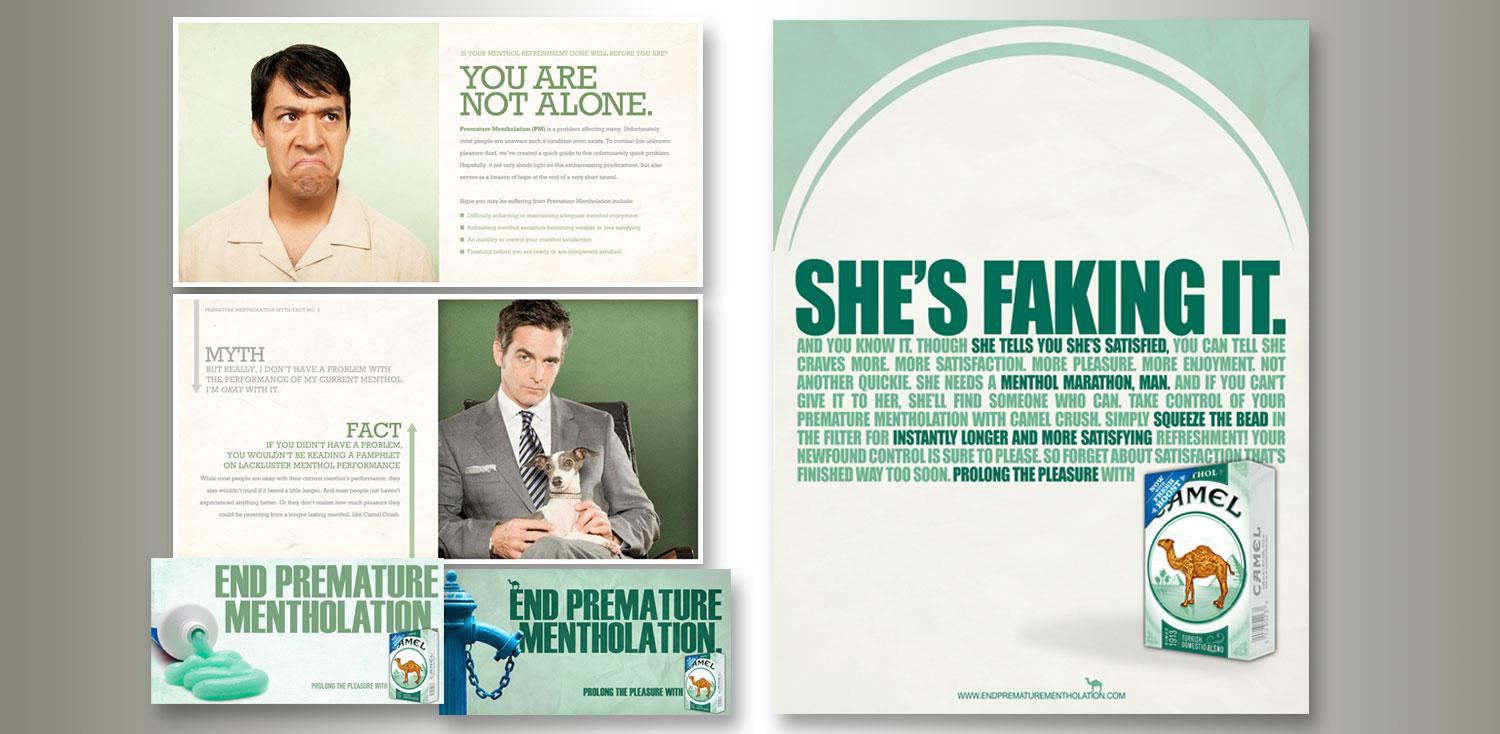 IS YOUR MENTHOL REFRESHMENT DONE WELL BEFORE YOU ARE?
YOU ARE
NOT ALONE.
Premature Mentholation (PM) is a problem affecting many. Unfortunately
most people are unaware such a condition even exists. To combat this unknown
pleasure thief, we've created a quick guide to this unfortunately quick problem.
Hopefully, it not only sheds light on this embarrassing predicament, but also
serves as a beacon of hope at the end of a very short tunnel.
Signs you may be suffering from Premature Mentholation include:
Difficulty achieving or maintaining adequate menthol enjoyment
Refreshing menthol sensation becoming weaker or less satisfying
An inability to control your menthol satisfaction
Finishing before you are ready or are completely satisfied
PREMATURE MENTHOLATION MYTH-FACT NO. 3
MYTH
BUT REALLY, I DON'T HAVE A PROBLEM WITH
THE PERFORMANCE OF MY CURRENT MENTHOL.
I'M OKAY WITH IT.
FACT
IF YOU DIDN'T HAVE A PROBLEM,
YOU WOULDN'T BE READING A PAMPHLET
ON LACKLUSTER MENTHOL PERFORMANCE
While most people are okay with their current menthol's performance, they
also wouldn't mind if it lasted a little longer. And most people just haven't
experienced anything better. Or they don't realize how much pleasure they
could be receiving from a longer-lasting menthol, like Camel Crush.
END PREMATURE
MENTHOLATION.
CAMEL
PROLONG THE PLEASURE WITH
END PREMATURE
MENTHOLATION.
CAMEL
PROLONG THE PLEASURE WITH
SHE'S FAKING IT.
AND YOU KNOW IT. THOUGH SHE TELLS YOU SHE'S SATISFIED, YOU CAN TELL SHE
CRAVES MORE. MORE SATISFACTION. MORE PLEASURE. MORE ENJOYMENT. NOT
ANOTHER QUICKIE. SHE NEEDS A MENTHOL MARATHON, MAN. AND IF YOU CAN'T
GIVE IT TO HER, SHE'LL FIND SOMEONE WHO CAN. TAKE CONTROL OF YOUR
PREMATURE MENTHOLATION WITH CAMEL CRUSH. SIMPLY SQUEEZE THE BEAD IN
THE FILTER FOR INSTANTLY LONGER AND MORE SATISFYING REFRESHMENT! YOUR
NEWFOUND CONTROL IS SURE TO PLEASE. SO FORGET ABOUT SATISFACTION THAT'S
FINISHED WAY TOO SOON. PROLONG THE PLEASURE WITH
NOW
FRESH
BOOST
THOL
CAMEL
CAMEL
SINCE 1913
TURKISH
DOMESTIC BLEND
WWW.ENDPREMATUREMENTHOLATION.COM